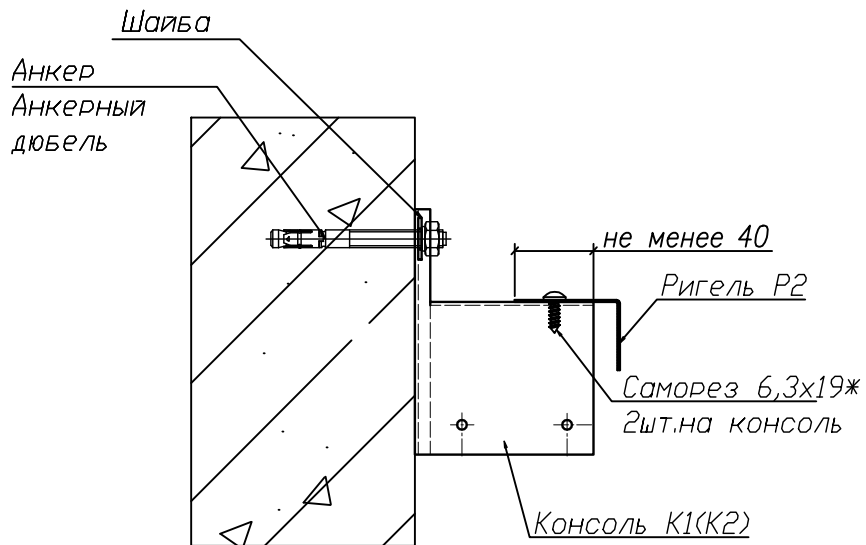 Шайба
Анкер
Анкерный
дюбель
не менее 40
Ригель Р2
Саморез 6,3х19*
2шт.на консоль
Консоль К1(К2)